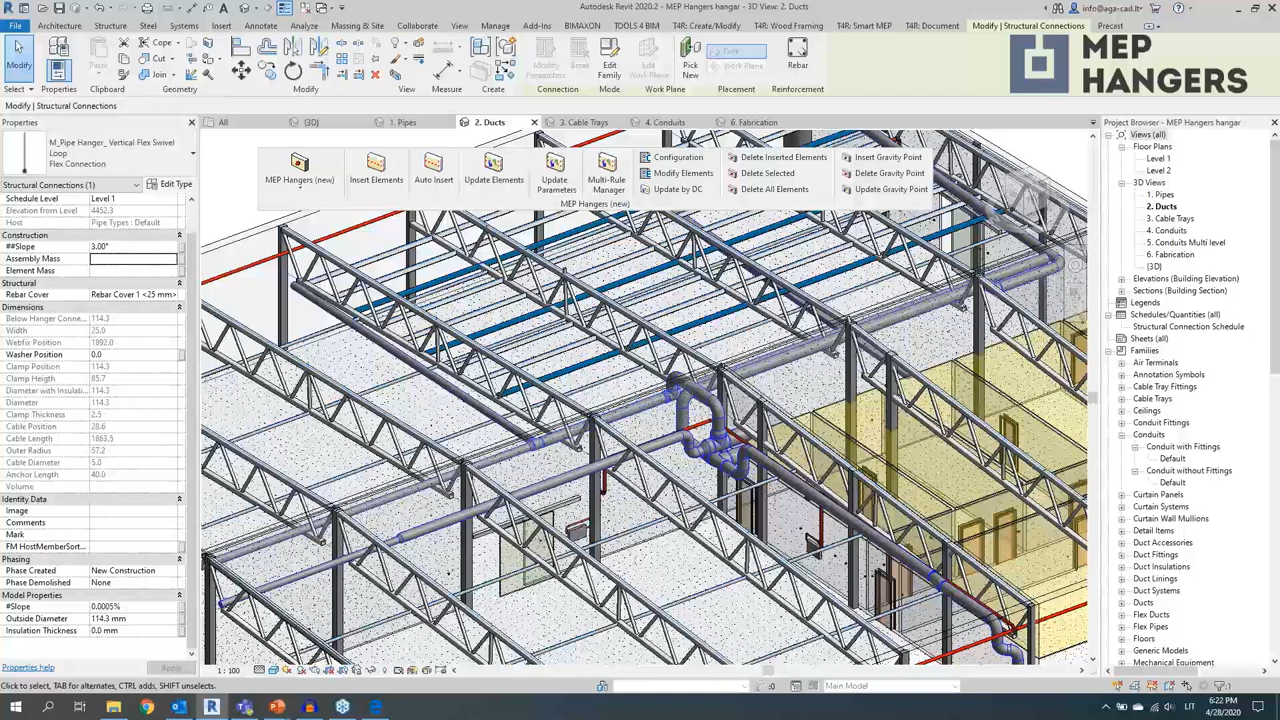 Autodesk Revit 2020.2 - MEP Hangers hangar - 3D View: 2. Ducts
info@aga-cad.lt
File Architecture Structure Steel Systems Insert Annotate Analyze Massing & Site Collaborate View Manage Add-Ins BIMAXON TOOLS 4 BIM T4R: Create/Modify T4R: Wood Framing T4R: Smart MEP T4R: Document Modify | Structural Connections Precast
Modify
Paste
Cope
Cut
Join
Modify Parameters
Break
Edit Family
Edit Work Plane
Pick New
Face
Work Plane
Rebar
Select Properties Clipboard Geometry Modify View Measure Create Connection Mode Work Plane Placement Reinforcement
MEP HANGERS
Modify | Structural Connections
Properties
All
{3D}
1. Pipes
2. Ducts
3. Cable Trays
4. Conduits
6. Fabrication
M_Pipe Hanger_ Vertical Flex Swivel Loop
Flex Connection
Structural Connections (1)
Edit Type
Schedule Level Level 1
Elevation from Level 4452.3
Host Pipe Types : Default
Construction
##Slope 3.00°
Assembly Mass
Element Mass
Structural
Rebar Cover Rebar Cover 1 <25 mm>
Dimensions
Below Hanger Conne... 114.3
Width 25.0
Webfix Position 1892.0
Washer Position 0.0
Clamp Position 114.3
Clamp Heigth 85.7
Diameter with Insulati... 114.3
Diameter 114.3
Clamp Thickness 2.5
Cable Position 28.6
Cable Length 1863.5
Outer Radius 57.2
Cable Diameter 5.0
Anchor Length 40.0
Volume
Identity Data
Image
Comments
Mark
FM HostMemberSort...
Phasing
Phase Created New Construction
Phase Demolished None
Model Properties
#Slope 0.0005%
Outside Diameter 114.3 mm
Insulation Thickness 0.0 mm
Properties help
Apply
MEP Hangers (new)
Insert Elements
Auto Insert
Update Elements
Update Parameters
Multi-Rule Manager
Configuration
Modify Elements
Update by DC
Delete Inserted Elements
Delete Selected
Delete All Elements
Insert Gravity Point
Delete Gravity Point
Update Gravity Point
MEP Hangers (new)
Project Browser - MEP Hangers hangar
Views (all)
Floor Plans
Level 1
Level 2
3D Views
1. Pipes
2. Ducts
3. Cable Trays
4. Conduits
5. Conduits Multi level
6. Fabrication
{3D}
Elevations (Building Elevation)
Sections (Building Section)
Legends
Schedules/Quantities (all)
Structural Connection Schedule
Sheets (all)
Families
Air Terminals
Annotation Symbols
Cable Tray Fittings
Cable Trays
Ceilings
Conduit Fittings
Conduits
Conduit with Fittings
Default
Conduit without Fittings
Default
Curtain Panels
Curtain Systems
Curtain Wall Mullions
Detail Items
Duct Accessories
Duct Fittings
Duct Insulations
Duct Linings
Duct Systems
Ducts
Flex Ducts
Flex Pipes
Floors
Generic Models
Mechanical Equipment
1 : 100
Click to select, TAB for alternates, CTRL adds, SHIFT unselects.
:0
Main Model
:1
LIT
6:22 PM
4/28/2020